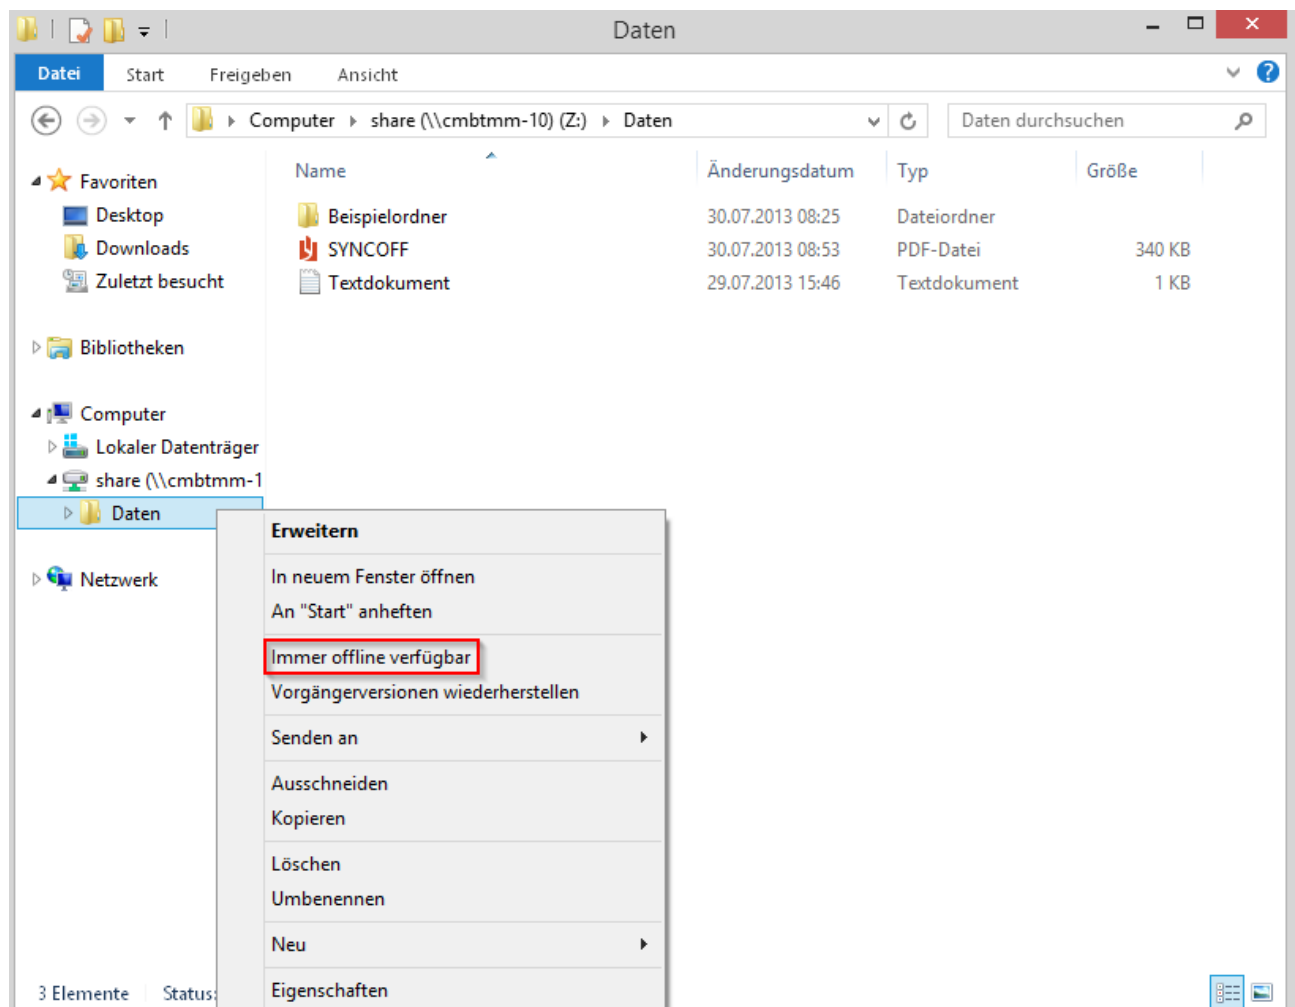 Daten
Datei Start Freigeben Ansicht
Computer share (\\cmbtmm-10) (Z:) Daten Daten durchsuchen
Name Änderungsdatum Typ Größe
Favoriten
Desktop
Downloads
Zuletzt besucht
Bibliotheken
Computer
Lokaler Datenträger
share (\\cmbtmm-1
Daten
Netzwerk
Beispielordner 30.07.2013 08:25 Dateiordner
SYNCOFF 30.07.2013 08:53 PDF-Datei 340 KB
Textdokument 29.07.2013 15:46 Textdokument 1 KB
Erweitern
In neuem Fenster öffnen
An "Start" anheften
Immer offline verfügbar
Vorgängerversionen wiederherstellen
Senden an
Ausschneiden
Kopieren
Löschen
Umbenennen
Neu
Eigenschaften
3 Elemente Status: